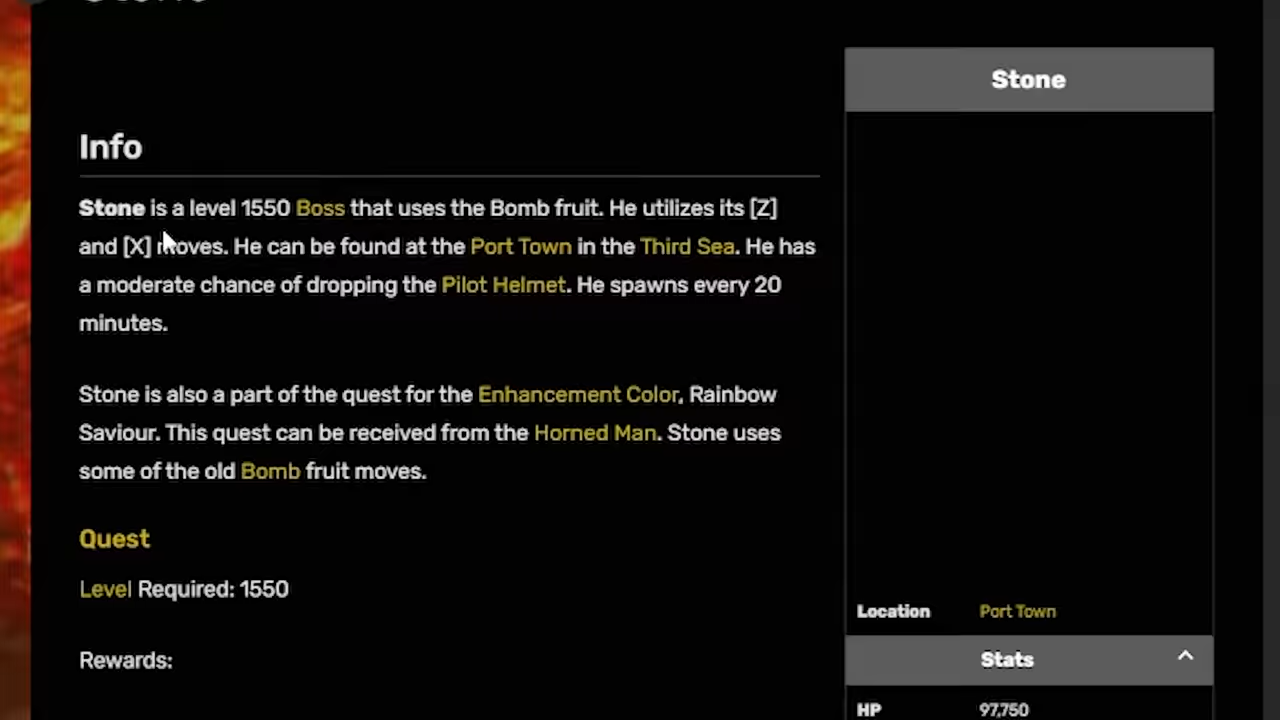 Stone
Info
Stone is a level 1550 Boss that uses the Bomb fruit. He utilizes its [Z]
and [X] moves. He can be found at the Port Town in the Third Sea. He has
a moderate chance of dropping the Pilot Helmet. He spawns every 20
minutes.
Stone is also a part of the quest for the Enhancement Color, Rainbow
Saviour. This quest can be received from the Horned Man. Stone uses
some of the old Bomb fruit moves.
Quest
Level Required: 1550
Rewards:
Stone
Location Port Town
Stats
HP 97,750